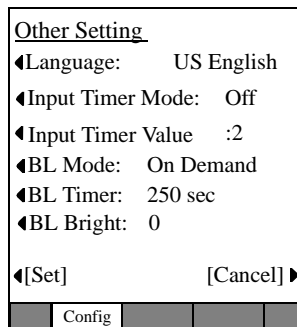 Other Setting
Language: US English
Input Timer Mode: Off
Input Timer Value :2
BL Mode: On Demand
BL Timer: 250 sec
BL Bright: 0
[Set] [Cancel]
Config